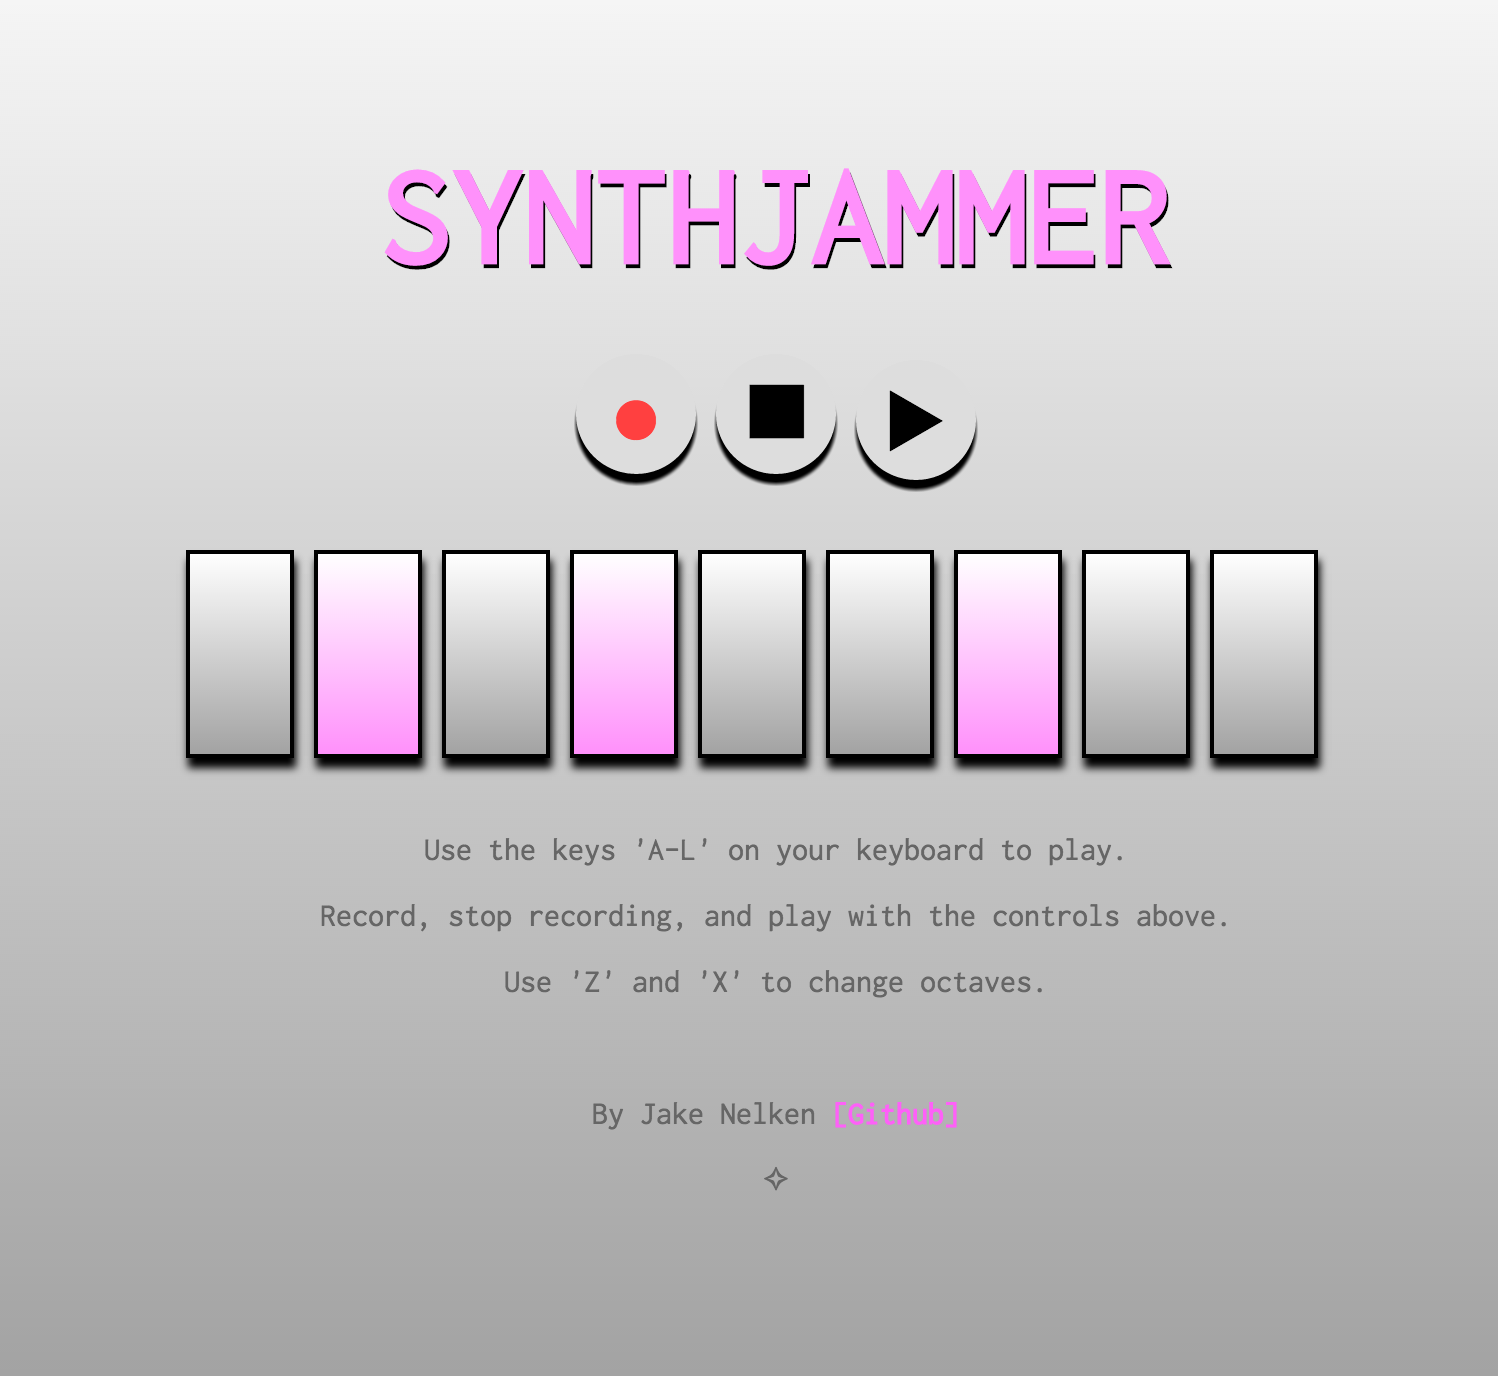 SYNTHJAMMER
Use the keys 'A-L' on your keyboard to play.
Record, stop recording, and play with the controls above.
Use 'Z' and 'X' to change octaves.
By Jake Nelken [Github]
✧